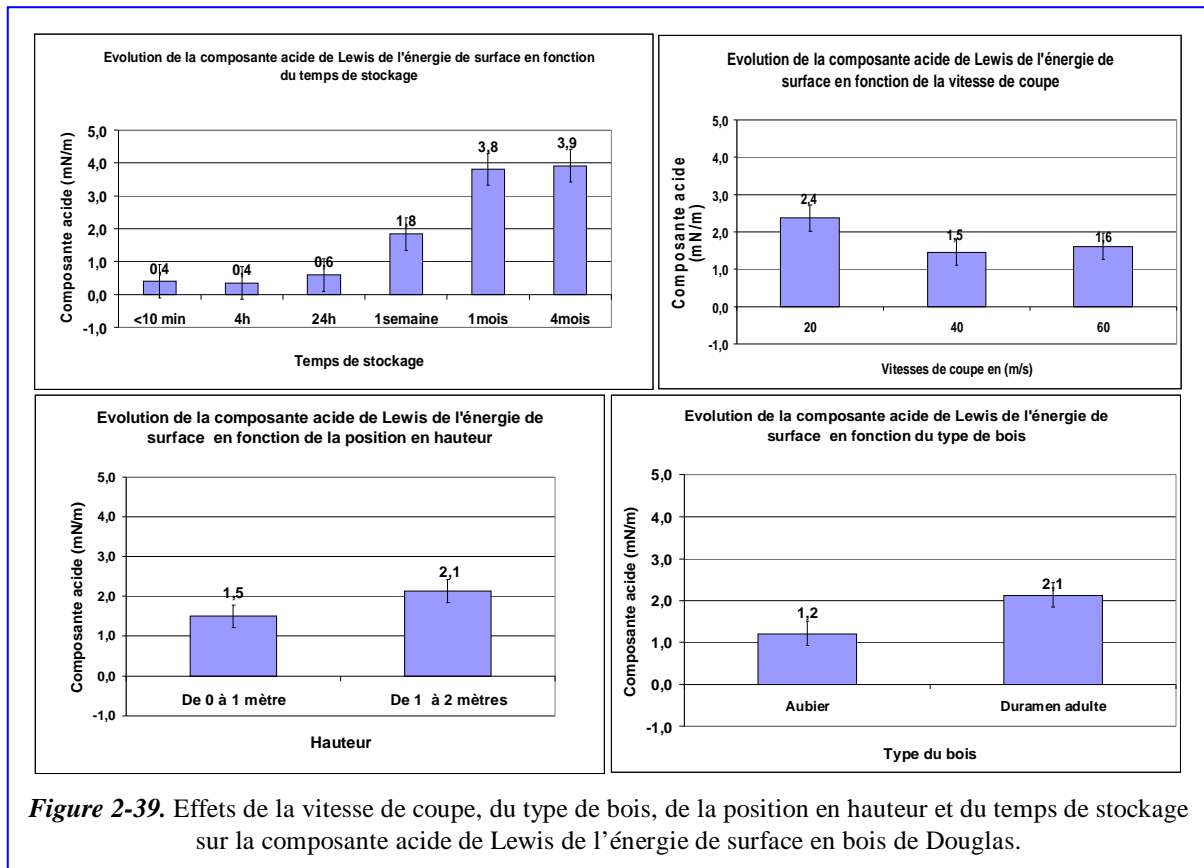 Evolution de la composante acide de Lewis de l'énergie de surface en fonction
du temps de stockage
Composante acide (mN/m)
5,0
4,0
3,0
2,0
1,0
0,0
-1,0
0,4
0,4
0,6
1,8
3,8
3,9
<10 min
4h
24h
1semaine
1mois
4mois
Temps de stockage
Evolution de la composante acide de Lewis de l'énergie de
surface en fonction de la vitesse de coupe
Composante acide
(mN/m)
5,0
4,0
3,0
2,0
1,0
0,0
-1,0
2,4
1,5
1,6
20
40
60
Vitesses de coupe en (m/s)
Evolution de la composante acide de Lewis de l'énergie de
surface en fonction de la position en hauteur
Composante acide (mN/m)
5,0
4,0
3,0
2,0
1,0
0,0
-1,0
1,5
2,1
De 0 à 1 mètre
De 1 à 2 mètres
Hauteur
Evolution de la composante acide de Lewis de l'énergie de
surface en fonction du type de bois
Composante acide (mN/m)
5,0
4,0
3,0
2,0
1,0
0,0
-1,0
1,2
2,1
Aubier
Duramen adulte
Type du bois
Figure 2-39. Effets de la vitesse de coupe, du type de bois, de la position en hauteur et du temps de stockage
sur la composante acide de Lewis de l’énergie de surface en bois de Douglas.